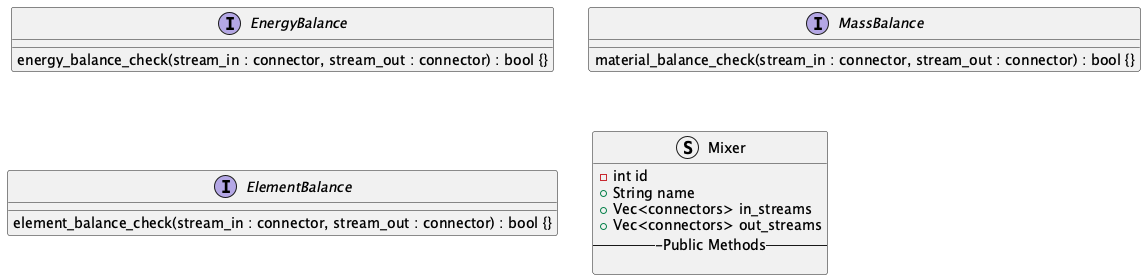 I EnergyBalance
energy_balance_check(stream_in : connector, stream_out : connector) : bool {}
I MassBalance
material_balance_check(stream_in : connector, stream_out : connector) : bool {}
I ElementBalance
element_balance_check(stream_in : connector, stream_out : connector) : bool {}
S Mixer
int id
String name
Vec<connectors> in_streams
Vec<connectors> out_streams
-Public Methods